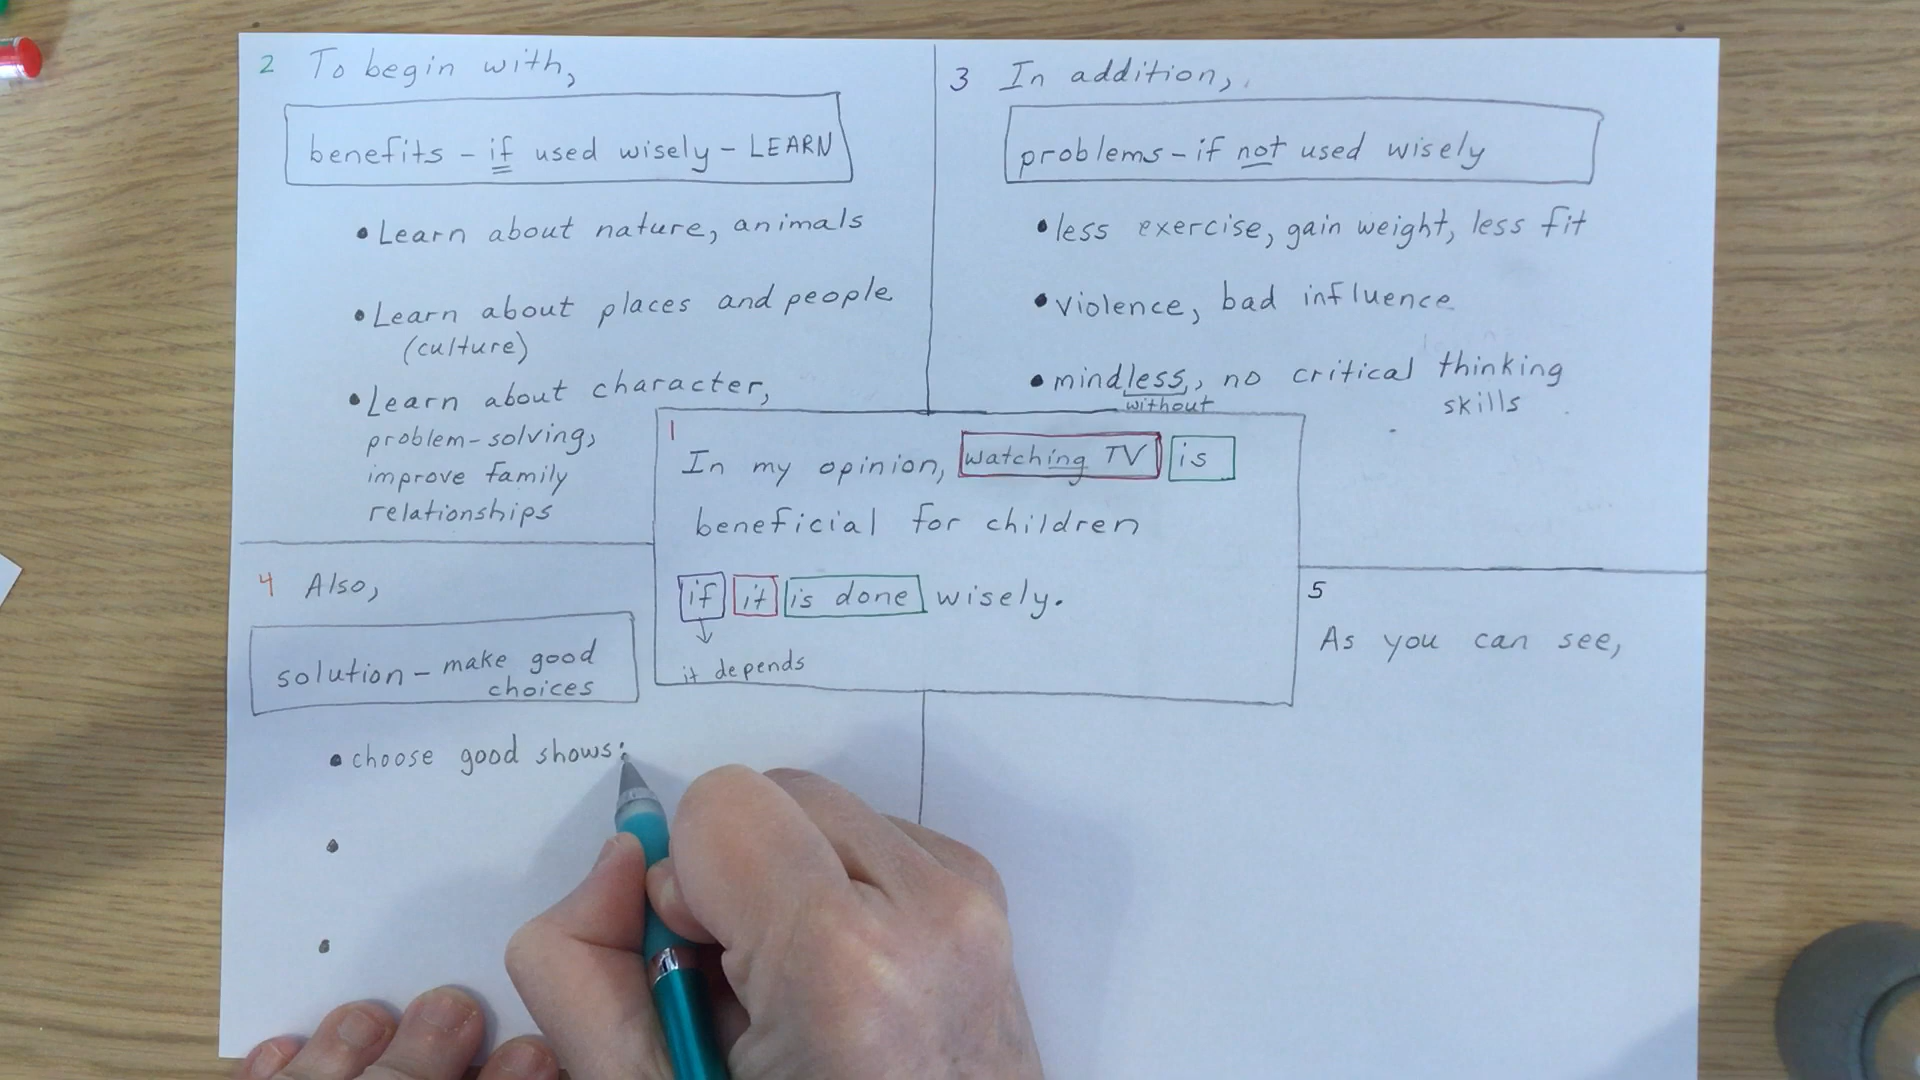 2 To begin with,
benefits - if used wisely - LEARN
• Learn about nature, animals
• Learn about places and people
(culture)
• Learn about character,
problem-solving,
improve family
relationships
3 In addition,
problems - if not used wisely
• less exercise, gain weight, less fit
• violence, bad influence
• mindless, no critical thinking
without
skills
1
In my opinion, watching TV is
beneficial for children
if it is done wisely.
it depends
4 Also,
solution - make good
choices
• choose good shows:
•
•
5
As you can see,